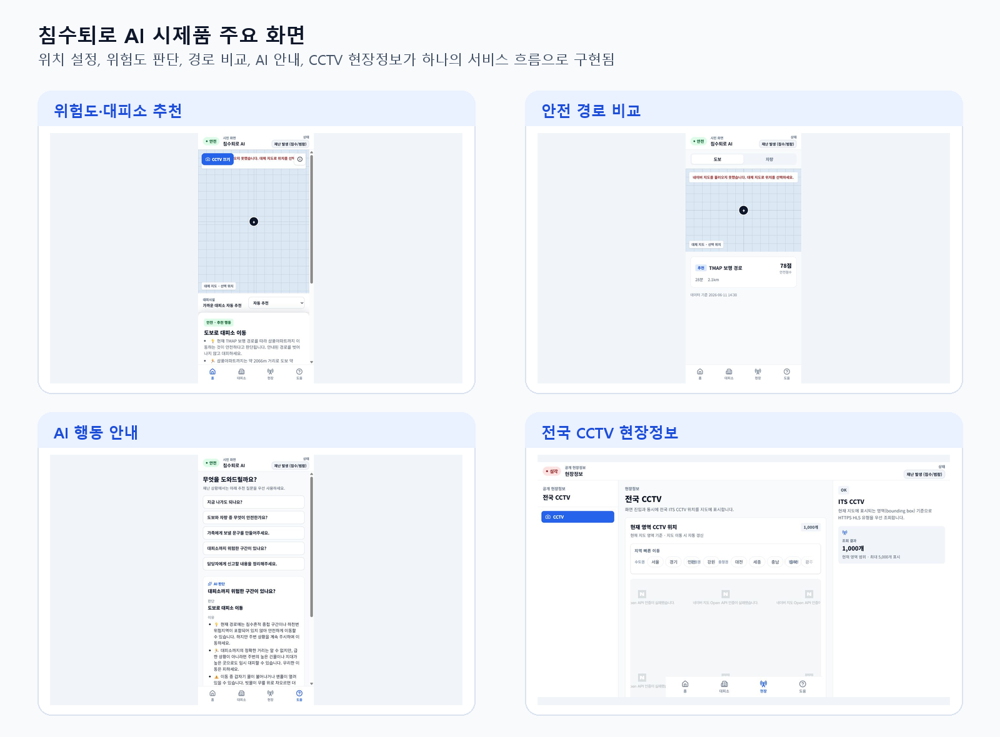 침수퇴로 AI 시제품 주요 화면
위치 설정, 위험도 판단, 경로 비교, AI 안내, CCTV 현장정보가 하나의 서비스 흐름으로 구현됨
위험도·대피소 추천
안전
시민 화면
침수퇴로 AI
상태
재난 발생 (침수/범람)
CCTV 끄기
오지 못했습니다. 대체 지도로 위치를 선택
대체 지도 · 선택 위치
대피시설
가까운 대피소 자동 추천
자동 추천
안전 · 추천 행동
도보로 대피소 이동
현재 TMAP 보행 경로를 따라 삼풍아파트까지 이
동하는 것이 안전하다고 판단됩니다. 안내된 경로를 벗어
나지 않고 대피하세요.
삼풍아파트까지는 약 2066m 거리로 도보 약
홈
대피소
현장
도움
안전 경로 비교
안전
시민 화면
침수퇴로 AI
상태
재난 발생 (침수/범람)
도보
차량
네이버 지도를 불러오지 못했습니다. 대체 지도로 위치를 선택하세요.
대체 지도 · 선택 위치
추천
TMAP 보행 경로
78점
안전점수
28분
2.1km
데이터 기준 2026-06-11 14:30
홈
대피소
현장
도움
AI 행동 안내
안전
시민 화면
침수퇴로 AI
상태
재난 발생 (침수/범람)
무엇을 도와드릴까요?
재난 상황에서는 아래 추천 질문을 우선 사용하세요.
지금 나가도 되나요?
도보와 차량 중 무엇이 안전한가요?
가족에게 보낼 문구를 만들어주세요.
대피소까지 위험한 구간이 있나요?
담당자에게 신고할 내용을 정리해주세요.
AI 판단
대피소까지 위험한 구간이 있나요?
판단
도보로 대피소 이동
이유
현재 경로에는 침수흔적 중첩 구간이나 하천변
위험지역이 포함되어 있지 않아 안전하게 이동할
수 있습니다. 하지만 주변 상황을 계속 주시하며 이
동하세요.
대피소까지의 정확한 거리는 알 수 없지만, 급
한 상황이 아니라면 주변의 높은 건물이나 지대가
높은 곳으로도 임시 대피할 수 있습니다. 무리한 이
동은 피하세요.
이동 중 갑자기 물이 불어나거나 맨홀이 열려
있을 수 있습니다. 빗물이 무릎 위로 차오르면 더
홈
대피소
현장
도움
전국 CCTV 현장정보
심각
공개 현장정보
현장정보
상태
재난 발생 (침수/범람)
공개 현장정보
전국 CCTV
CCTV
현장정보
전국 CCTV
화면 진입과 동시에 전국 ITS CCTV 위치를 지도에 표시합니다.
현재 영역 CCTV 위치
1,000개
현재 지도 영역 기준 · 지도 이동 시 자동 갱신
지역 빠른 이동
수도권
서울
경기
강원
충청권
대전
세종
충남
pen API 인증이 실패했습니다.
네이버 지도 Open API 인증이 실패했습니다.
네이버 지도 Open API 인증이
pen API 인증이 실패했
홈
대피소
현장
도움
OK
ITS CCTV
현재 지도에 표시되는 영역(bounding box) 기준으로
HTTPS HLS 유형을 우선 조회합니다.
조회 결과
1,000개
현재 영역 범위 · 최대 5,000개 표시